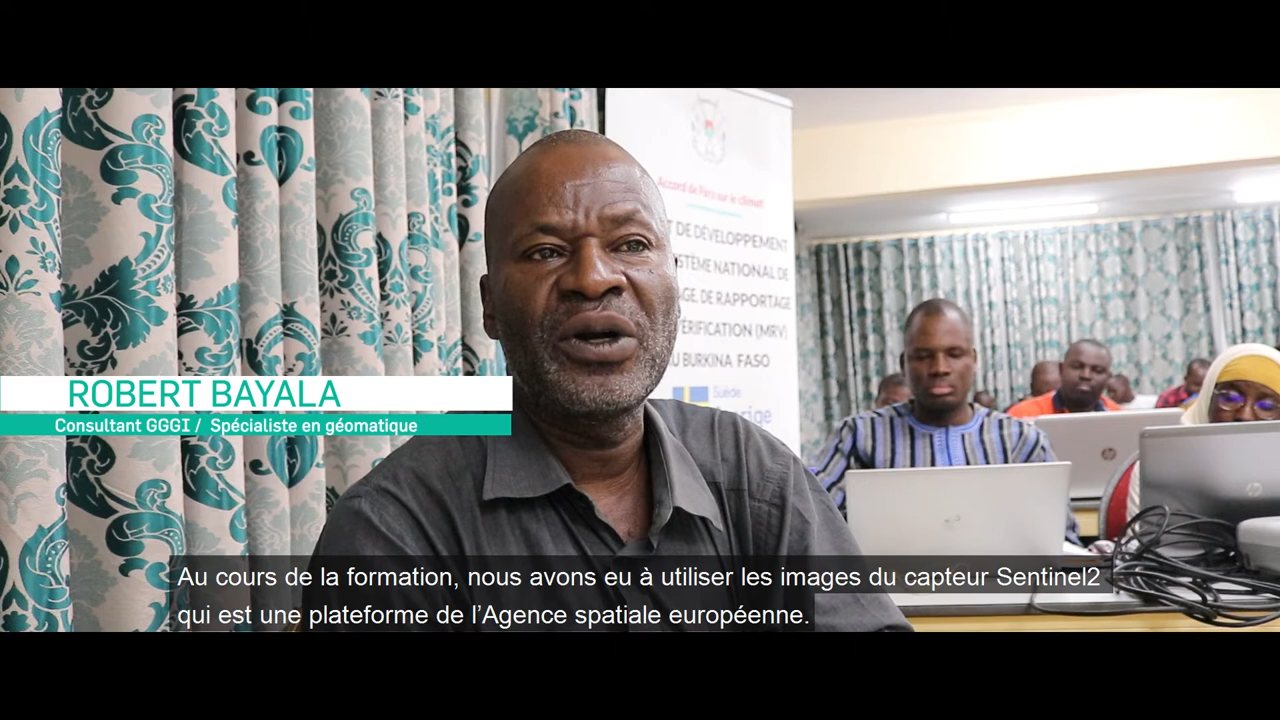 Accord de Paris sur le climat
T DE DÉVELOPPEMENT
STÈME NATIONAL DE
GE, DE RAPPORTAGE
VÉRIFICATION (MRV)
U BURKINA FASO
Suède
ROBERT BAYALA
Consultant GGGI / Spécialiste en géomatique
Au cours de la formation, nous avons eu à utiliser les images du capteur Sentinel2
qui est une plateforme de l’Agence spatiale européenne.